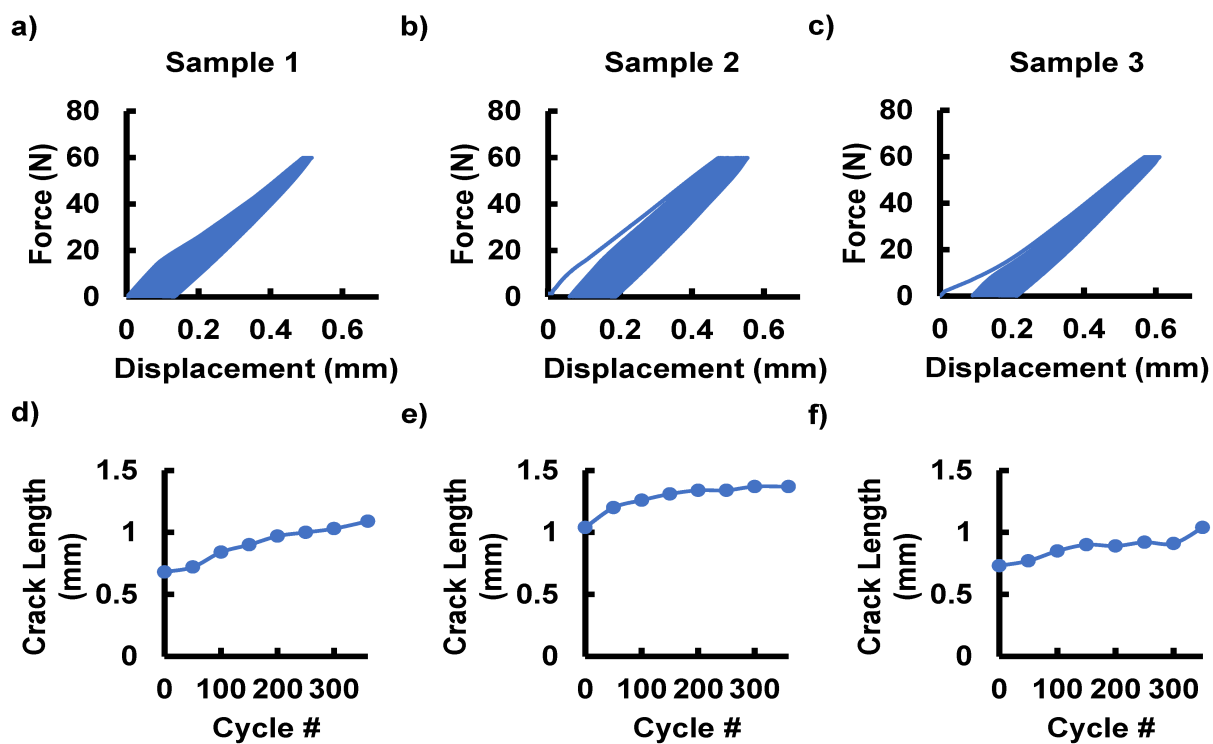 a)
Sample 1
80
60
40
20
0
Force (N)
0 0.2 0.4 0.6
Displacement (mm)
b)
Sample 2
80
60
40
20
0
Force (N)
0 0.2 0.4 0.6
Displacement (mm)
c)
Sample 3
80
60
40
20
0
Force (N)
0 0.2 0.4 0.6
Displacement (mm)
d)
1.5
1
0.5
0
Crack Length
(mm)
0 100 200 300
Cycle #
e)
1.5
1
0.5
0
Crack Length
(mm)
0 100 200 300
Cycle #
f)
1.5
1
0.5
0
Crack Length
(mm)
0 100 200 300
Cycle #